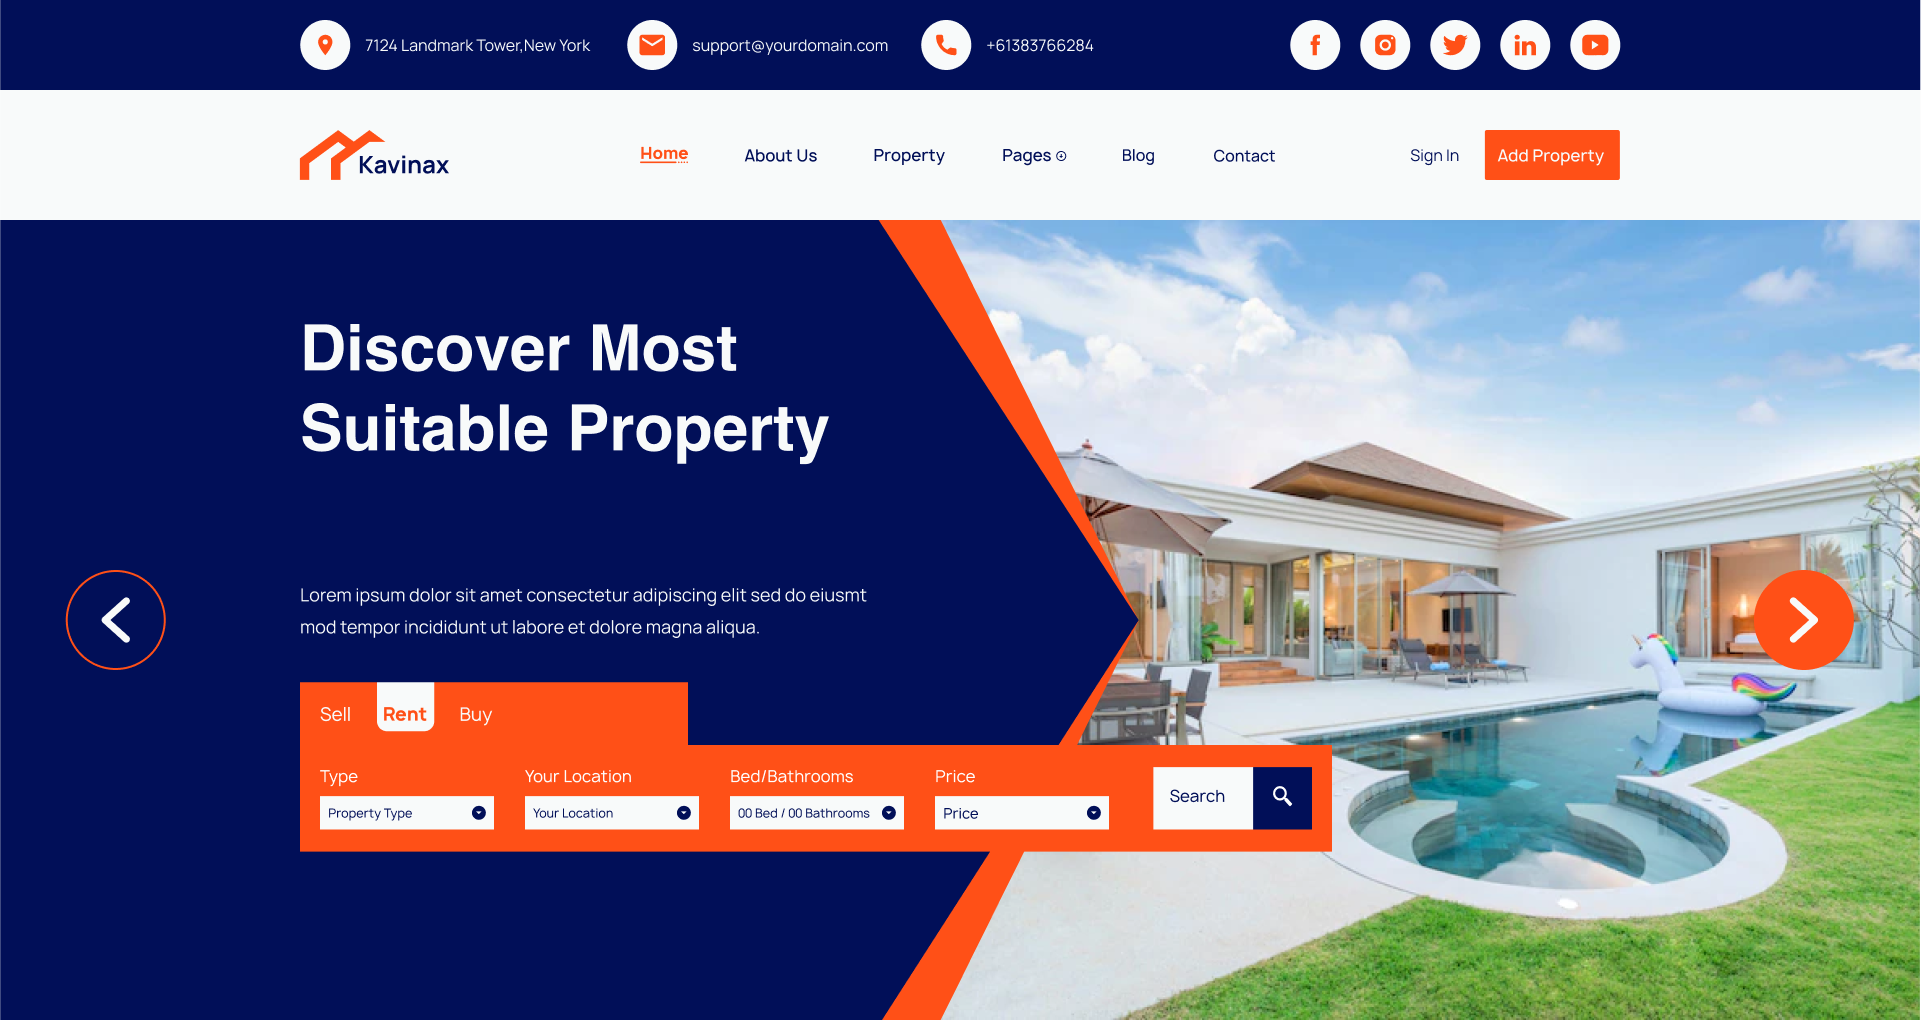 7124 Landmark Tower,New York
support@yourdomain.com
+61383766284
Kavinax
Home
About Us
Property
Pages
Blog
Contact
Sign In
Add Property
Discover Most
Suitable Property
Lorem ipsum dolor sit amet consectetur adipiscing elit sed do eiusmt
mod tempor incididunt ut labore et dolore magna aliqua.
Sell
Rent
Buy
Type
Your Location
Bed/Bathrooms
Price
Property Type
Your Location
00 Bed / 00 Bathrooms
Price
Search